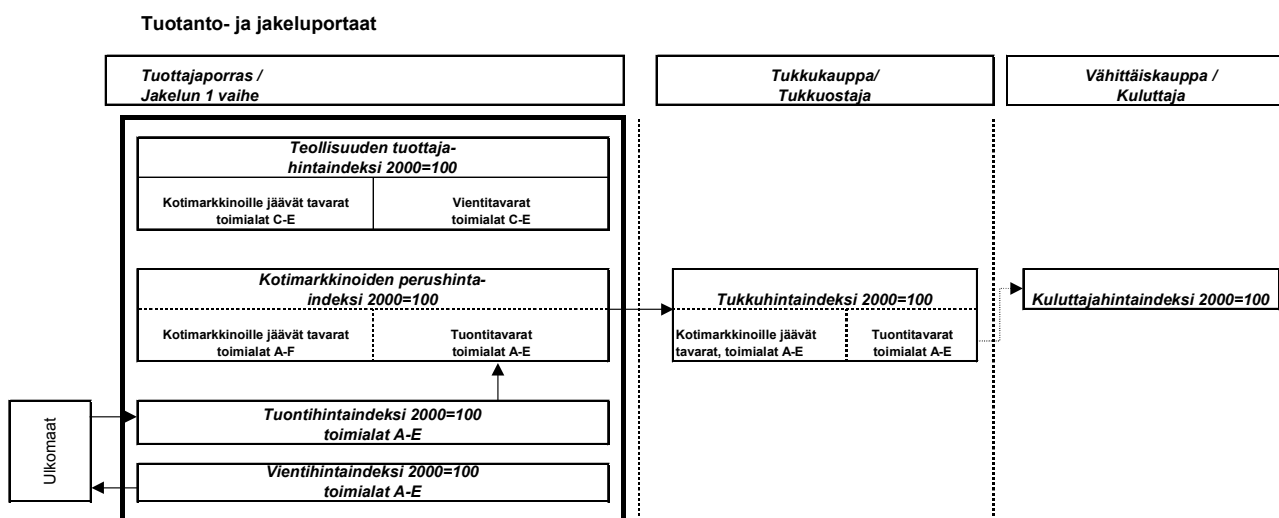 Tuotanto- ja jakeluportaat
Tuottajaporras /
Jakelun 1 vaihe
Tukkukauppa/
Tukkuostaja
Vähittäiskauppa /
Kuluttaja
Teollisuuden tuottaja-
hintaindeksi 2000=100
Kotimarkkinoille jäävät tavarat
toimialat C-E
Vientitavarat
toimialat C-E
Kotimarkkinoiden perushinta-
indeksi 2000=100
Kotimarkkinoille jäävät tavarat
toimialat A-F
Tuontitavarat
toimialat A-E
Tukkuhintaindeksi 2000=100
Kotimarkkinoille jäävät
tavarat, toimialat A-E
Tuontitavarat
toimialat A-E
Kuluttajahintaindeksi 2000=100
Ulkomaat
Tuontihintaindeksi 2000=100
toimialat A-E
Vientihintaindeksi 2000=100
toimialat A-E